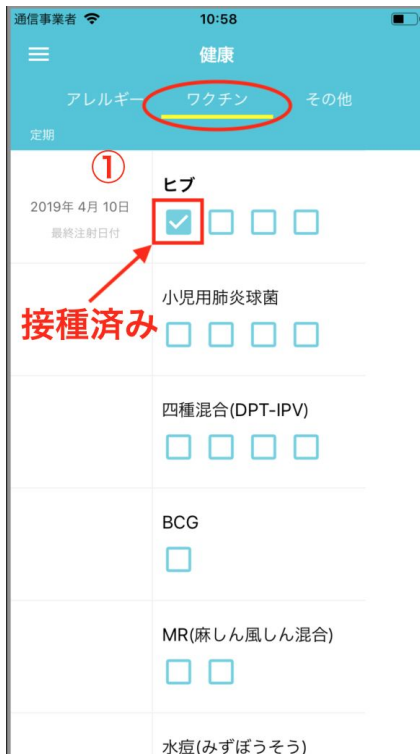 通信事業者 10:58
健康
アレルギー ワクチン その他
定期
①
ヒブ
2019年 4月 10日
最終注射日付
接種済み
小児用肺炎球菌
四種混合(DPT-IPV)
BCG
MR(麻しん風しん混合)
水痘(みずぼうそう)